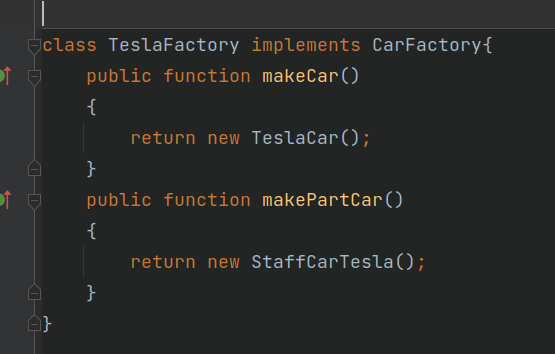 class TeslaFactory implements CarFactory{
    public function makeCar()
    {
        return new TeslaCar();
    }
    public function makePartCar()
    {
        return new StaffCarTesla();
    }
}